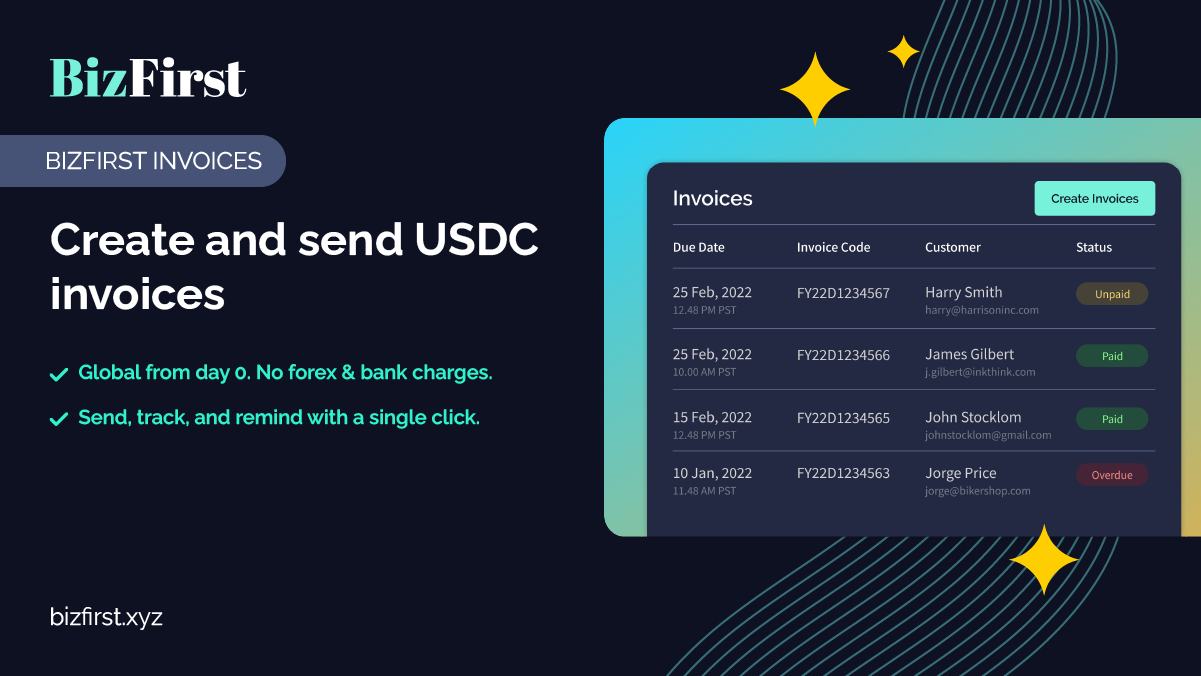 BizFirst
BIZFIRST INVOICES
Create and send USDC
invoices
Global from day 0. No forex & bank charges.
Send, track, and remind with a single click.
bizfirst.xyz
Invoices
Create Invoices
Due Date Invoice Code Customer Status
25 Feb, 2022 FY22D1234567 Harry Smith Unpaid
12.48 PM PST harry@harrisoninc.com
25 Feb, 2022 FY22D1234566 James Gilbert Paid
10.00 AM PST j.gilbert@inkthink.com
15 Feb, 2022 FY22D1234565 John Stocklom Paid
12.48 PM PST johnstocklom@gmail.com
10 Jan, 2022 FY22D1234563 Jorge Price Overdue
11.48 AM PST jorge@bikershop.com